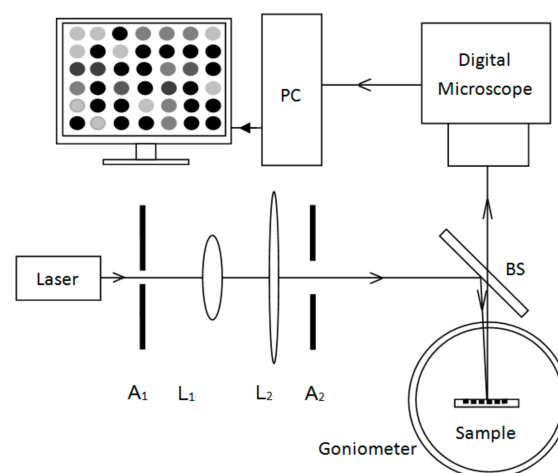 Digital
Microscope
PC
Laser
BS
A1 L1 L2 A2
Sample
Goniometer